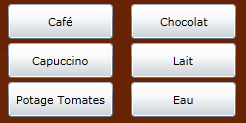 Café
Chocolat
Capuccino
Lait
Potage Tomates
Eau